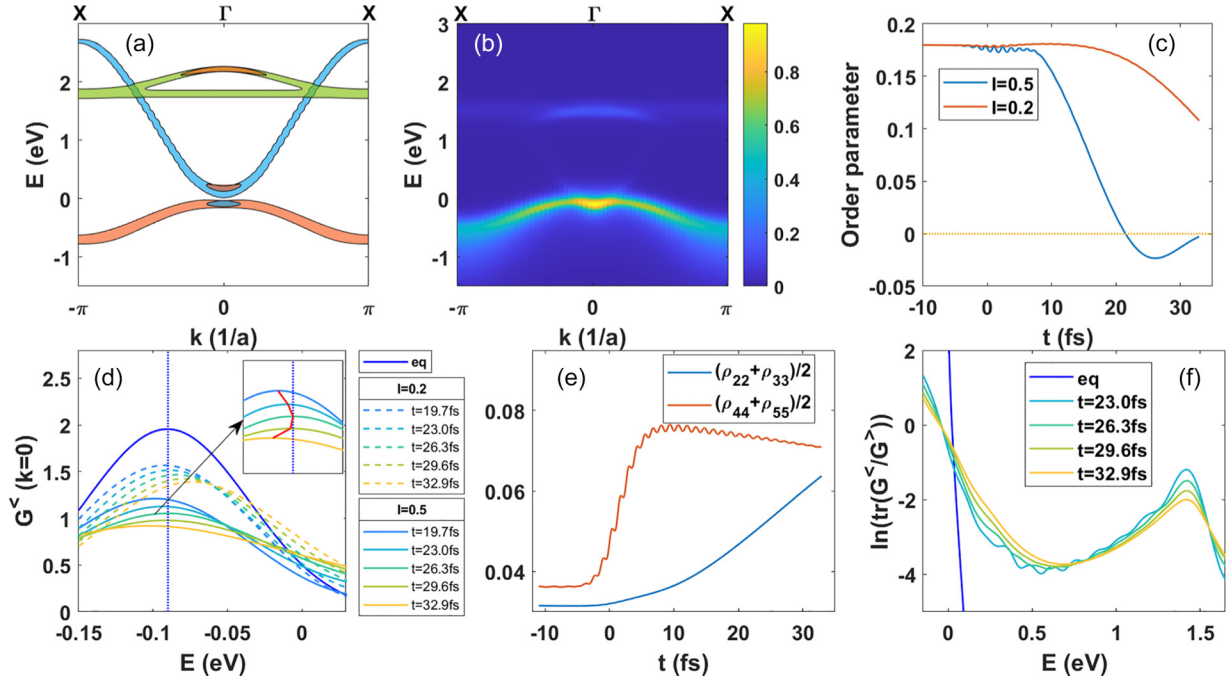 X Γ X
(a)
2
1
0
-1
E (eV)
-π 0 π
k (1/a)
X Γ X
(b)
3
2
1
0
-1
E (eV)
-π 0 π
k (1/a)
0.8
0.6
0.4
0.2
0
(c)
0.2
0.15
0.1
0.05
0
-0.05
Order parameter
I=0.5
I=0.2
-10 0 10 20 30
t (fs)
(d)
2.5
2
1.5
1
0.5
0
G< (k=0)
-0.15 -0.1 -0.05 0
E (eV)
eq
I=0.2
t=19.7fs
t=23.0fs
t=26.3fs
t=29.6fs
t=32.9fs
I=0.5
t=19.7fs
t=23.0fs
t=26.3fs
t=29.6fs
t=32.9fs
(e)
(ρ22+ρ33)/2
(ρ44+ρ55)/2
0.08
0.06
0.04
-10 0 10 20 30
t (fs)
(f)
2
0
-2
-4
ln(tr(G</G>)
eq
t=23.0fs
t=26.3fs
t=29.6fs
t=32.9fs
0 0.5 1 1.5
E (eV)